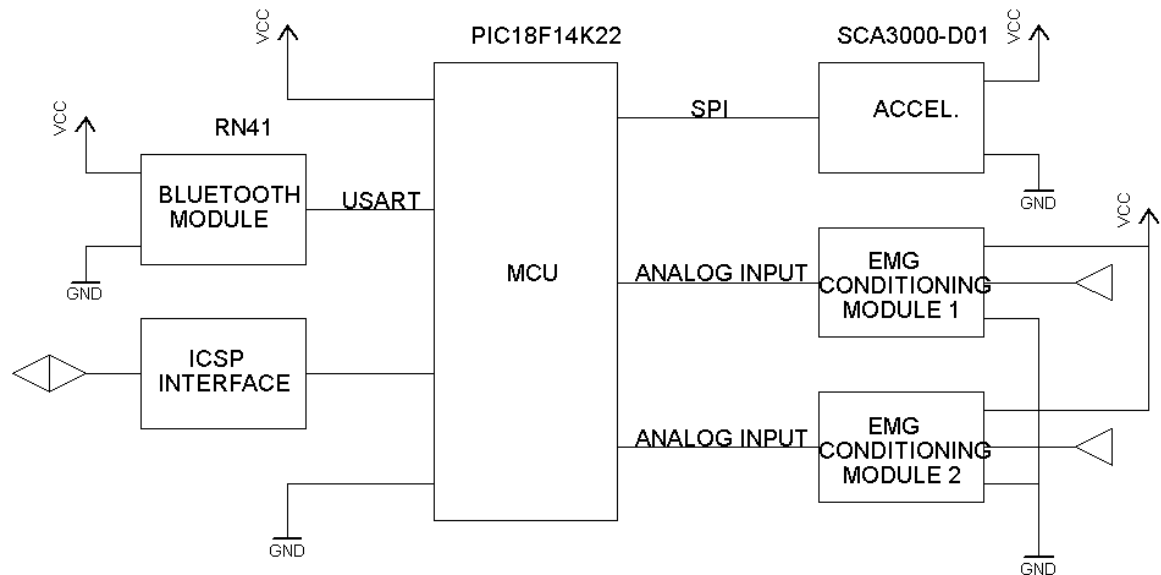 VCC
PIC18F14K22
SCA3000-D01
VCC
VCC
RN41
SPI
ACCEL.
BLUETOOTH
MODULE
USART
GND
VCC
GND
MCU
ANALOG INPUT
EMG
CONDITIONING
MODULE 1
ICSP
INTERFACE
ANALOG INPUT
EMG
CONDITIONING
MODULE 2
GND
GND